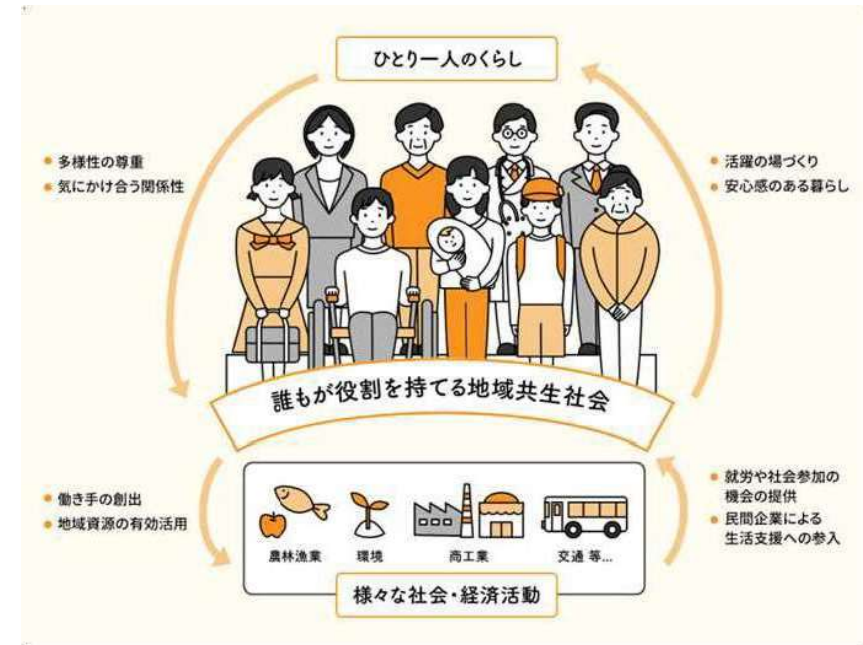 ひとり一人のくらし
● 多様性の尊重
● 気にかけ合う関係性
● 活躍の場づくり
● 安心感のある暮らし
誰もが役割を持てる地域共生社会
● 働き手の創出
● 地域資源の有効活用
● 就労や社会参加の
機会の提供
● 民間企業による
生活支援への参入
農林漁業
環境
商工業
交通 等...
様々な社会・経済活動